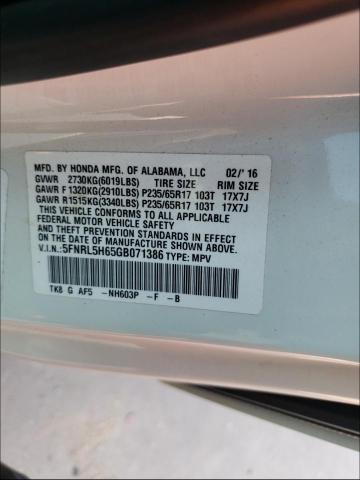 MFD. BY HONDA MFG. OF ALABAMA, LLC 02/'16
GVWR 2730KG(6019LBS) TIRE SIZE RIM SIZE
GAWR F1320KG(2910LBS) P235/65R17 103T 17X7J
GAWR R1515KG(3340LBS) P235/65R17 103T 17X7J
THIS VEHICLE CONFORMS TO ALL APPLICABLE
FEDERAL MOTOR VEHICLE SAFETY, BUMPER,
AND THEFT PREVENTION STANDARDS IN EFFECT
ON THE DATE OF MANUFACTURE SHOWN ABOVE.
V.I.N.:5FNRL5H65GB071386 TYPE: MPV
TK8 G AF5 -NH603P -F -B